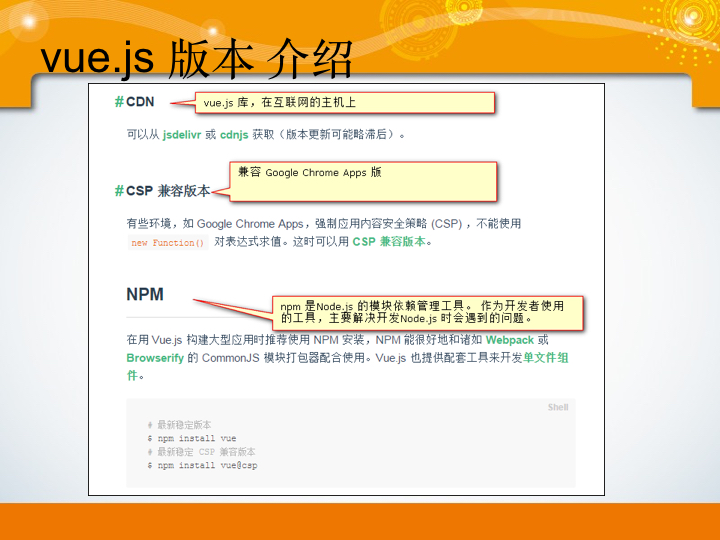 vue.js 版本 介绍
# CDN
vue.js 库，在互联网的主机上
可以从 jsdelivr 或 cdnjs 获取（版本更新可能略滞后）。
兼容 Google Chrome Apps 版
# CSP 兼容版本
有些环境，如 Google Chrome Apps，强制应用内容安全策略 (CSP) ，不能使用
new Function() 对表达式求值。这时可以用 CSP 兼容版本。
NPM
npm 是Node.js 的模块依赖管理工具。 作为开发者使用
的工具，主要解决开发Node.js 时会遇到的问题。
在用 Vue.js 构建大型应用时推荐使用 NPM 安装，NPM 能很好地和诸如 Webpack 或
Browserify 的 CommonJS 模块打包器配合使用。Vue.js 也提供配套工具来开发单文件组
件。
Shell
# 最新稳定版本
$ npm install vue
# 最新稳定 CSP 兼容版本
$ npm install vue@csp